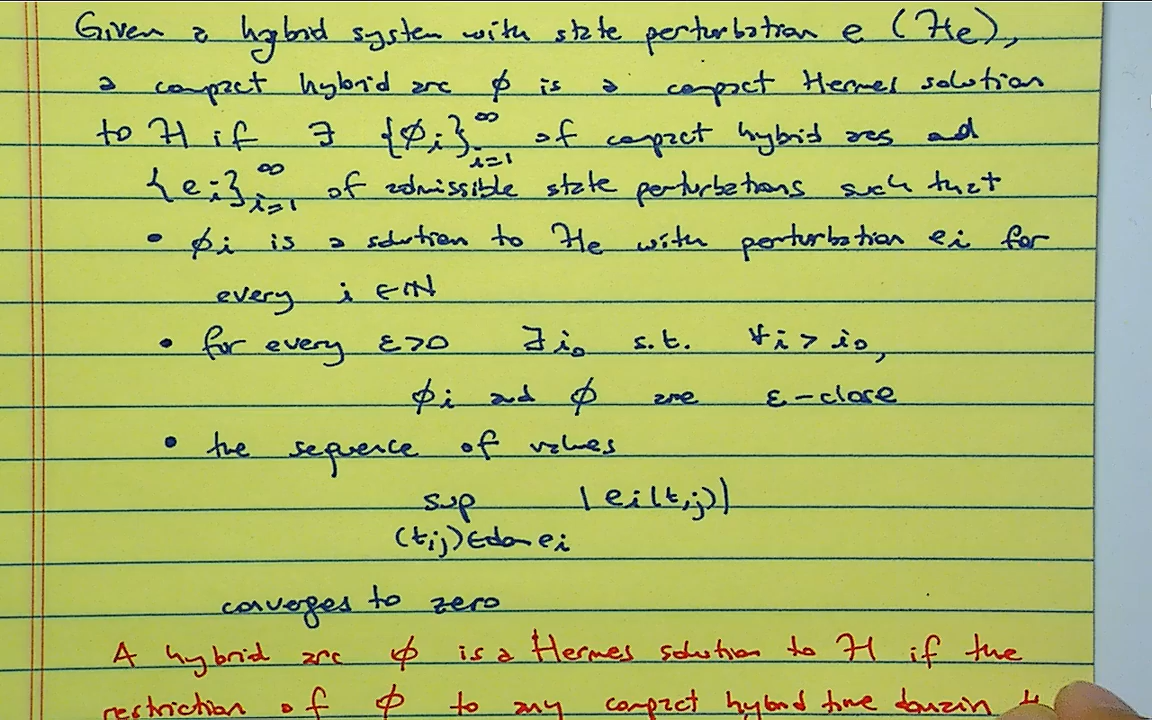 Given a hybrid system with state perturbation e (ℋe),
a compact hybrid arc ϕ is a compact Hermes solution
to ℋ if ∃ {ϕi}_{i=1}^∞ of compact hybrid arcs and
{ei}_{i=1}^∞ of admissible state perturbations such that
• ϕi is a solution to ℋe with perturbation ei for
every i ∈ ℕ
• for every ε>0 ∃ i₀ s.t. ∀i > i₀,
ϕi and ϕ are ε-close
• the sequence of values
sup |ei(t,j)|
(t,j)∈dom ei
converges to zero
A hybrid arc ϕ is a Hermes solution to ℋ if the
restriction of ϕ to any compact hybrid time domain